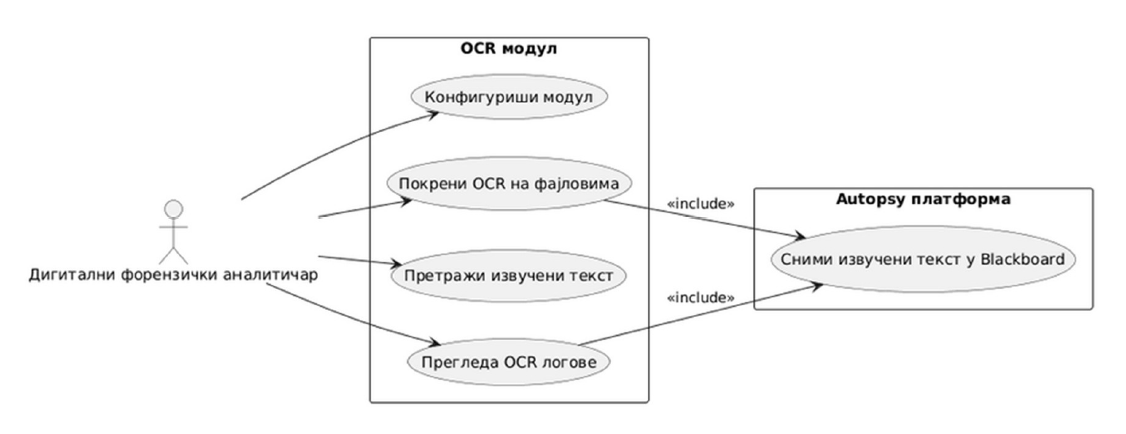 OCR модул
Конфигуриши модул
Покрени OCR на фајловима
«include»
Autopsy платформа
Сними извучени текст у Blackboard
Дигитални форензички аналитичар
Претражи извучени текст
«include»
Прегледа OCR логове